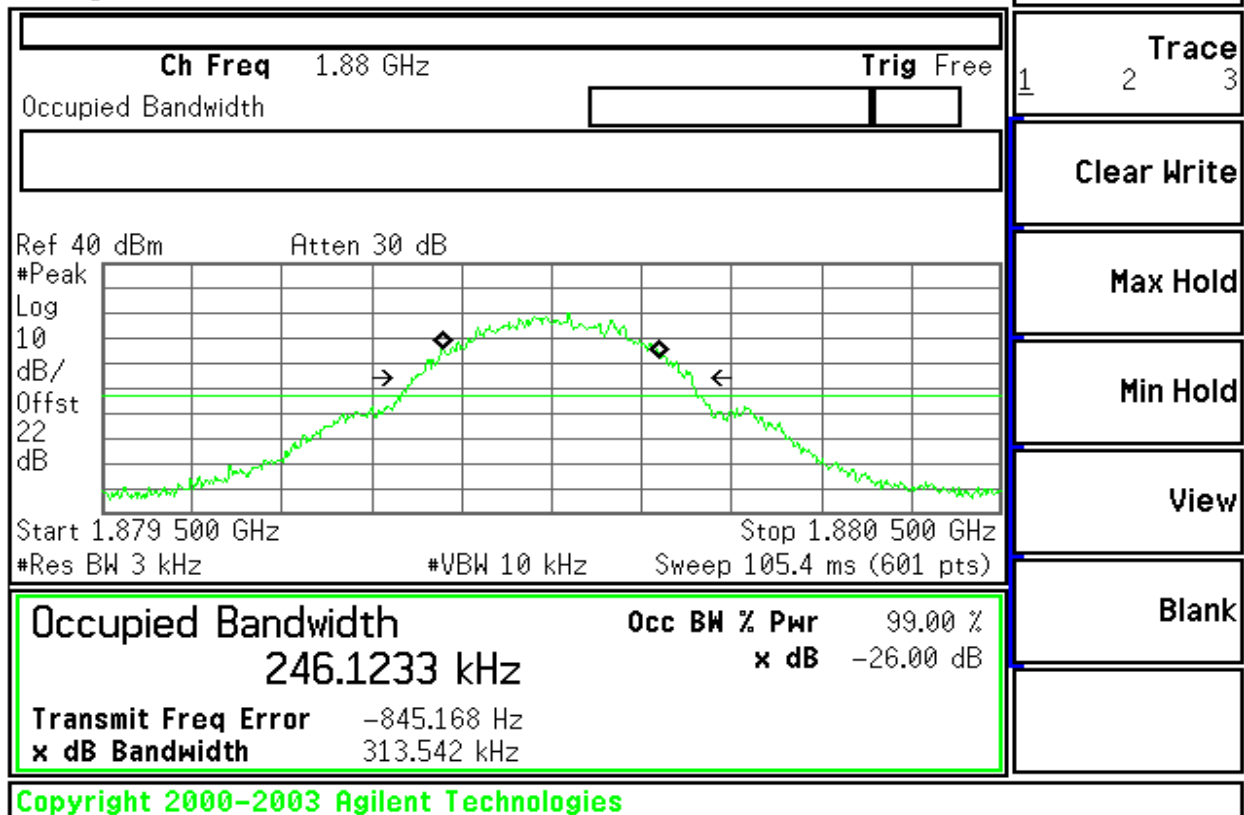 Ch Freq 1.88 GHz Trig Free
Occupied Bandwidth
Ref 40 dBm Atten 30 dB
#Peak
Log
10
dB/
Offst
22
dB
Start 1.879 500 GHz Stop 1.880 500 GHz
#Res BW 3 kHz #VBW 10 kHz Sweep 105.4 ms (601 pts)
Occupied Bandwidth
246.1233 kHz
Occ BW % Pwr 99.00 %
x dB -26.00 dB
Transmit Freq Error -845.168 Hz
x dB Bandwidth 313.542 kHz
Trace
1 2 3
Clear Write
Max Hold
Min Hold
View
Blank
Copyright 2000-2003 Agilent Technologies